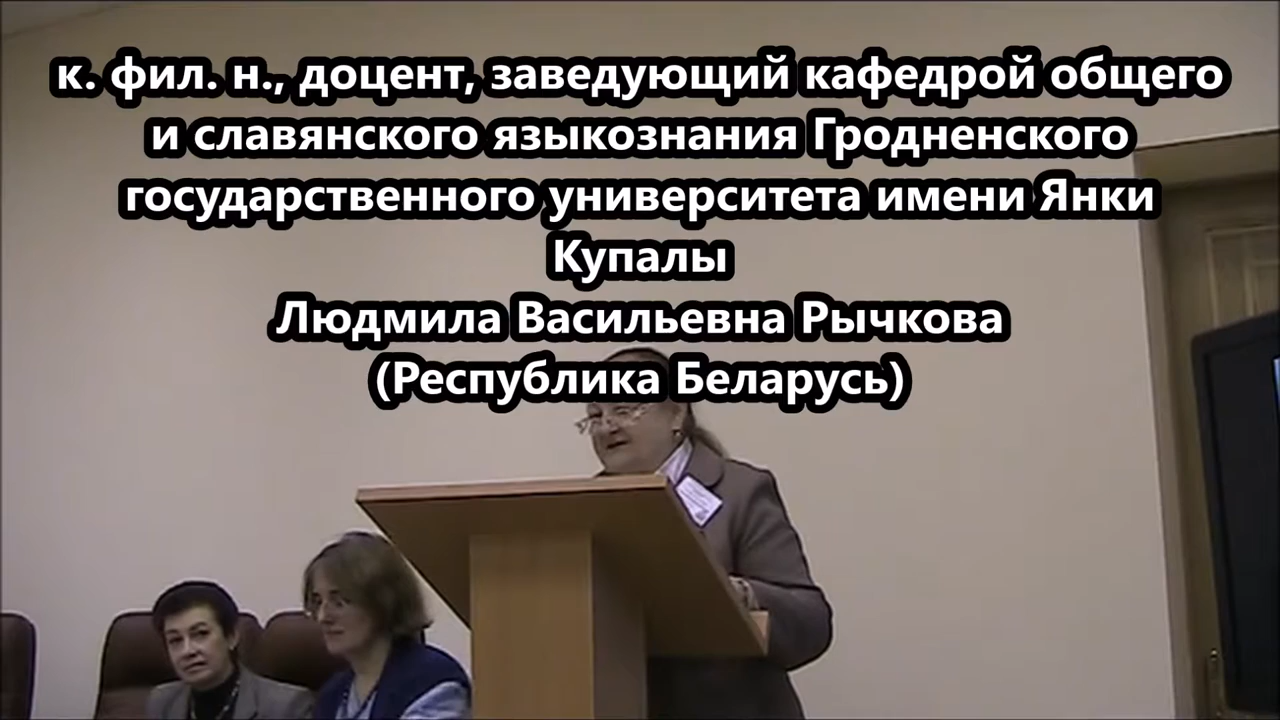 к. фил. н., доцент, заведующий кафедрой общего
и славянского языкознания Гродненского
государственного университета имени Янки
Купалы
Людмила Васильевна Рычкова
(Республика Беларусь)